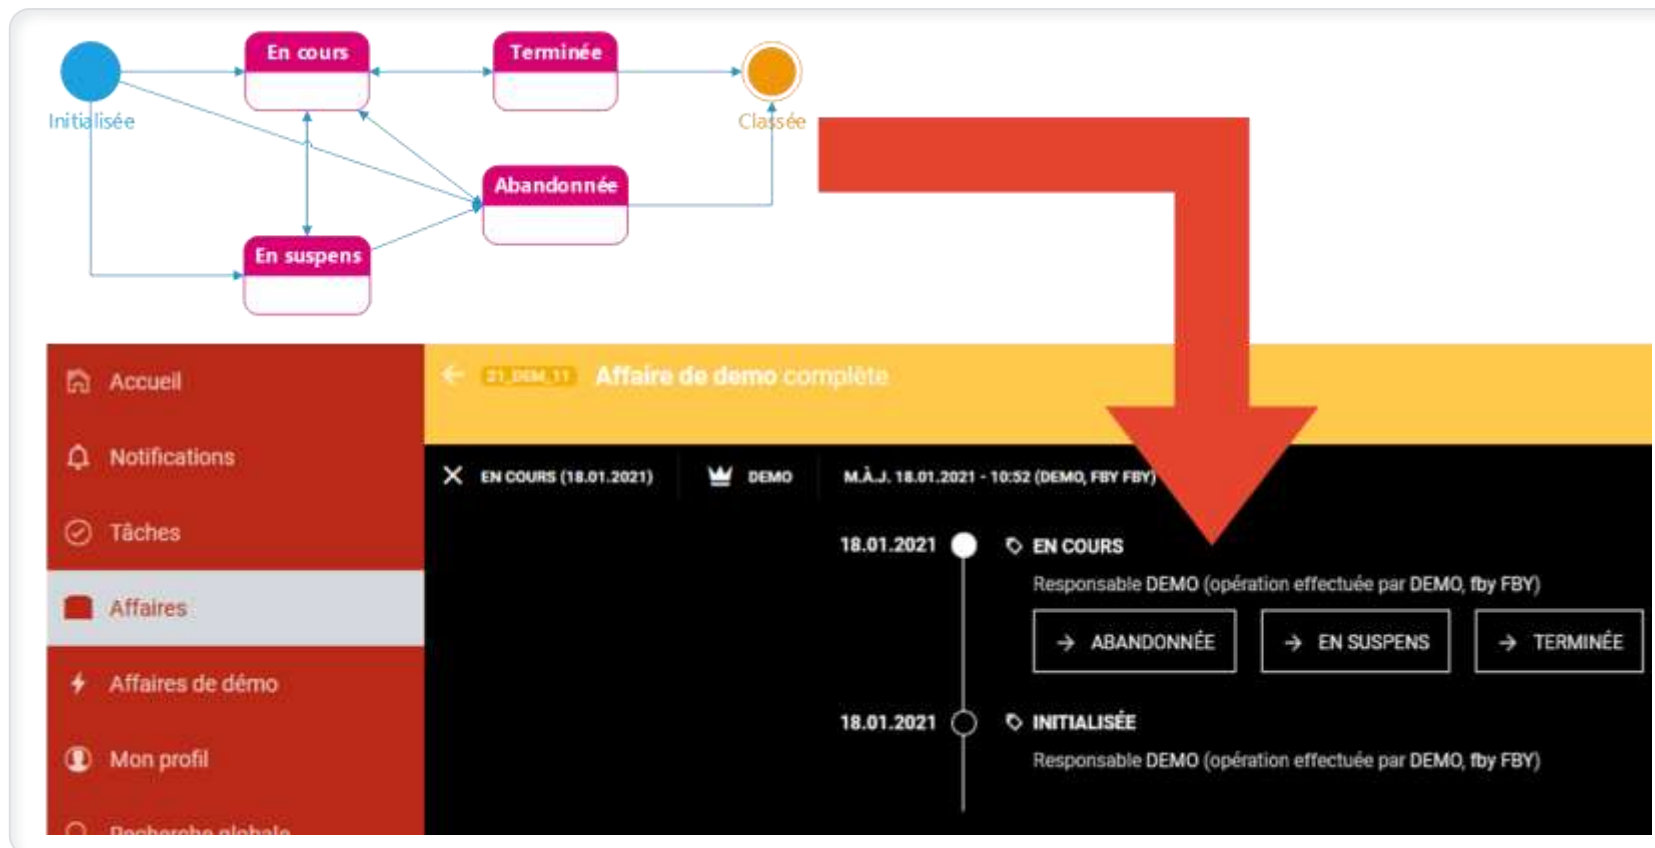 En cours
Terminée
Initialisée
Classée
Abandonnée
En suspens
Accueil
21_DEM_11 Affaire de demo complète
Notifications
EN COURS (18.01.2021) DEMO M.À.J. 18.01.2021 - 10:52 (DEMO, FBY FBY)
Tâches
18.01.2021 EN COURS
Responsable DEMO (opération effectuée par DEMO, fby FBY)
Affaires
→ ABANDONNÉE → EN SUSPENS → TERMINÉE
Affaires de démo
18.01.2021 INITIALISÉE
Mon profil
Responsable DEMO (opération effectuée par DEMO, fby FBY)
Recherche globale